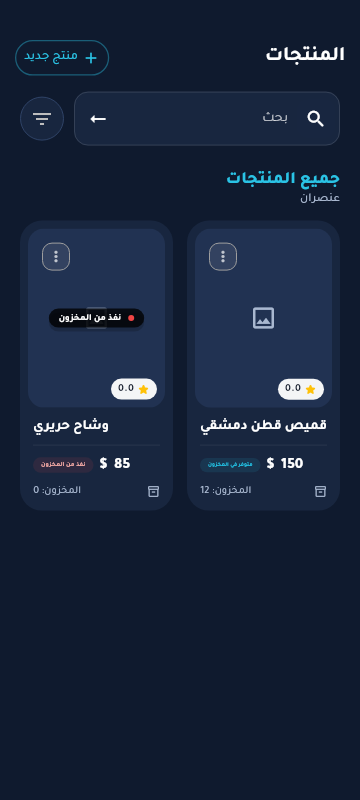 المنتجات
منتج جديد
بحث
جميع المنتجات
عنصران
0.0
قميص قطن دمشقي
$ 150
متوفر في المخزون
المخزون: 12
نفذ من المخزون
0.0
وشاح حريري
$ 85
نفذ من المخزون
المخزون: 0